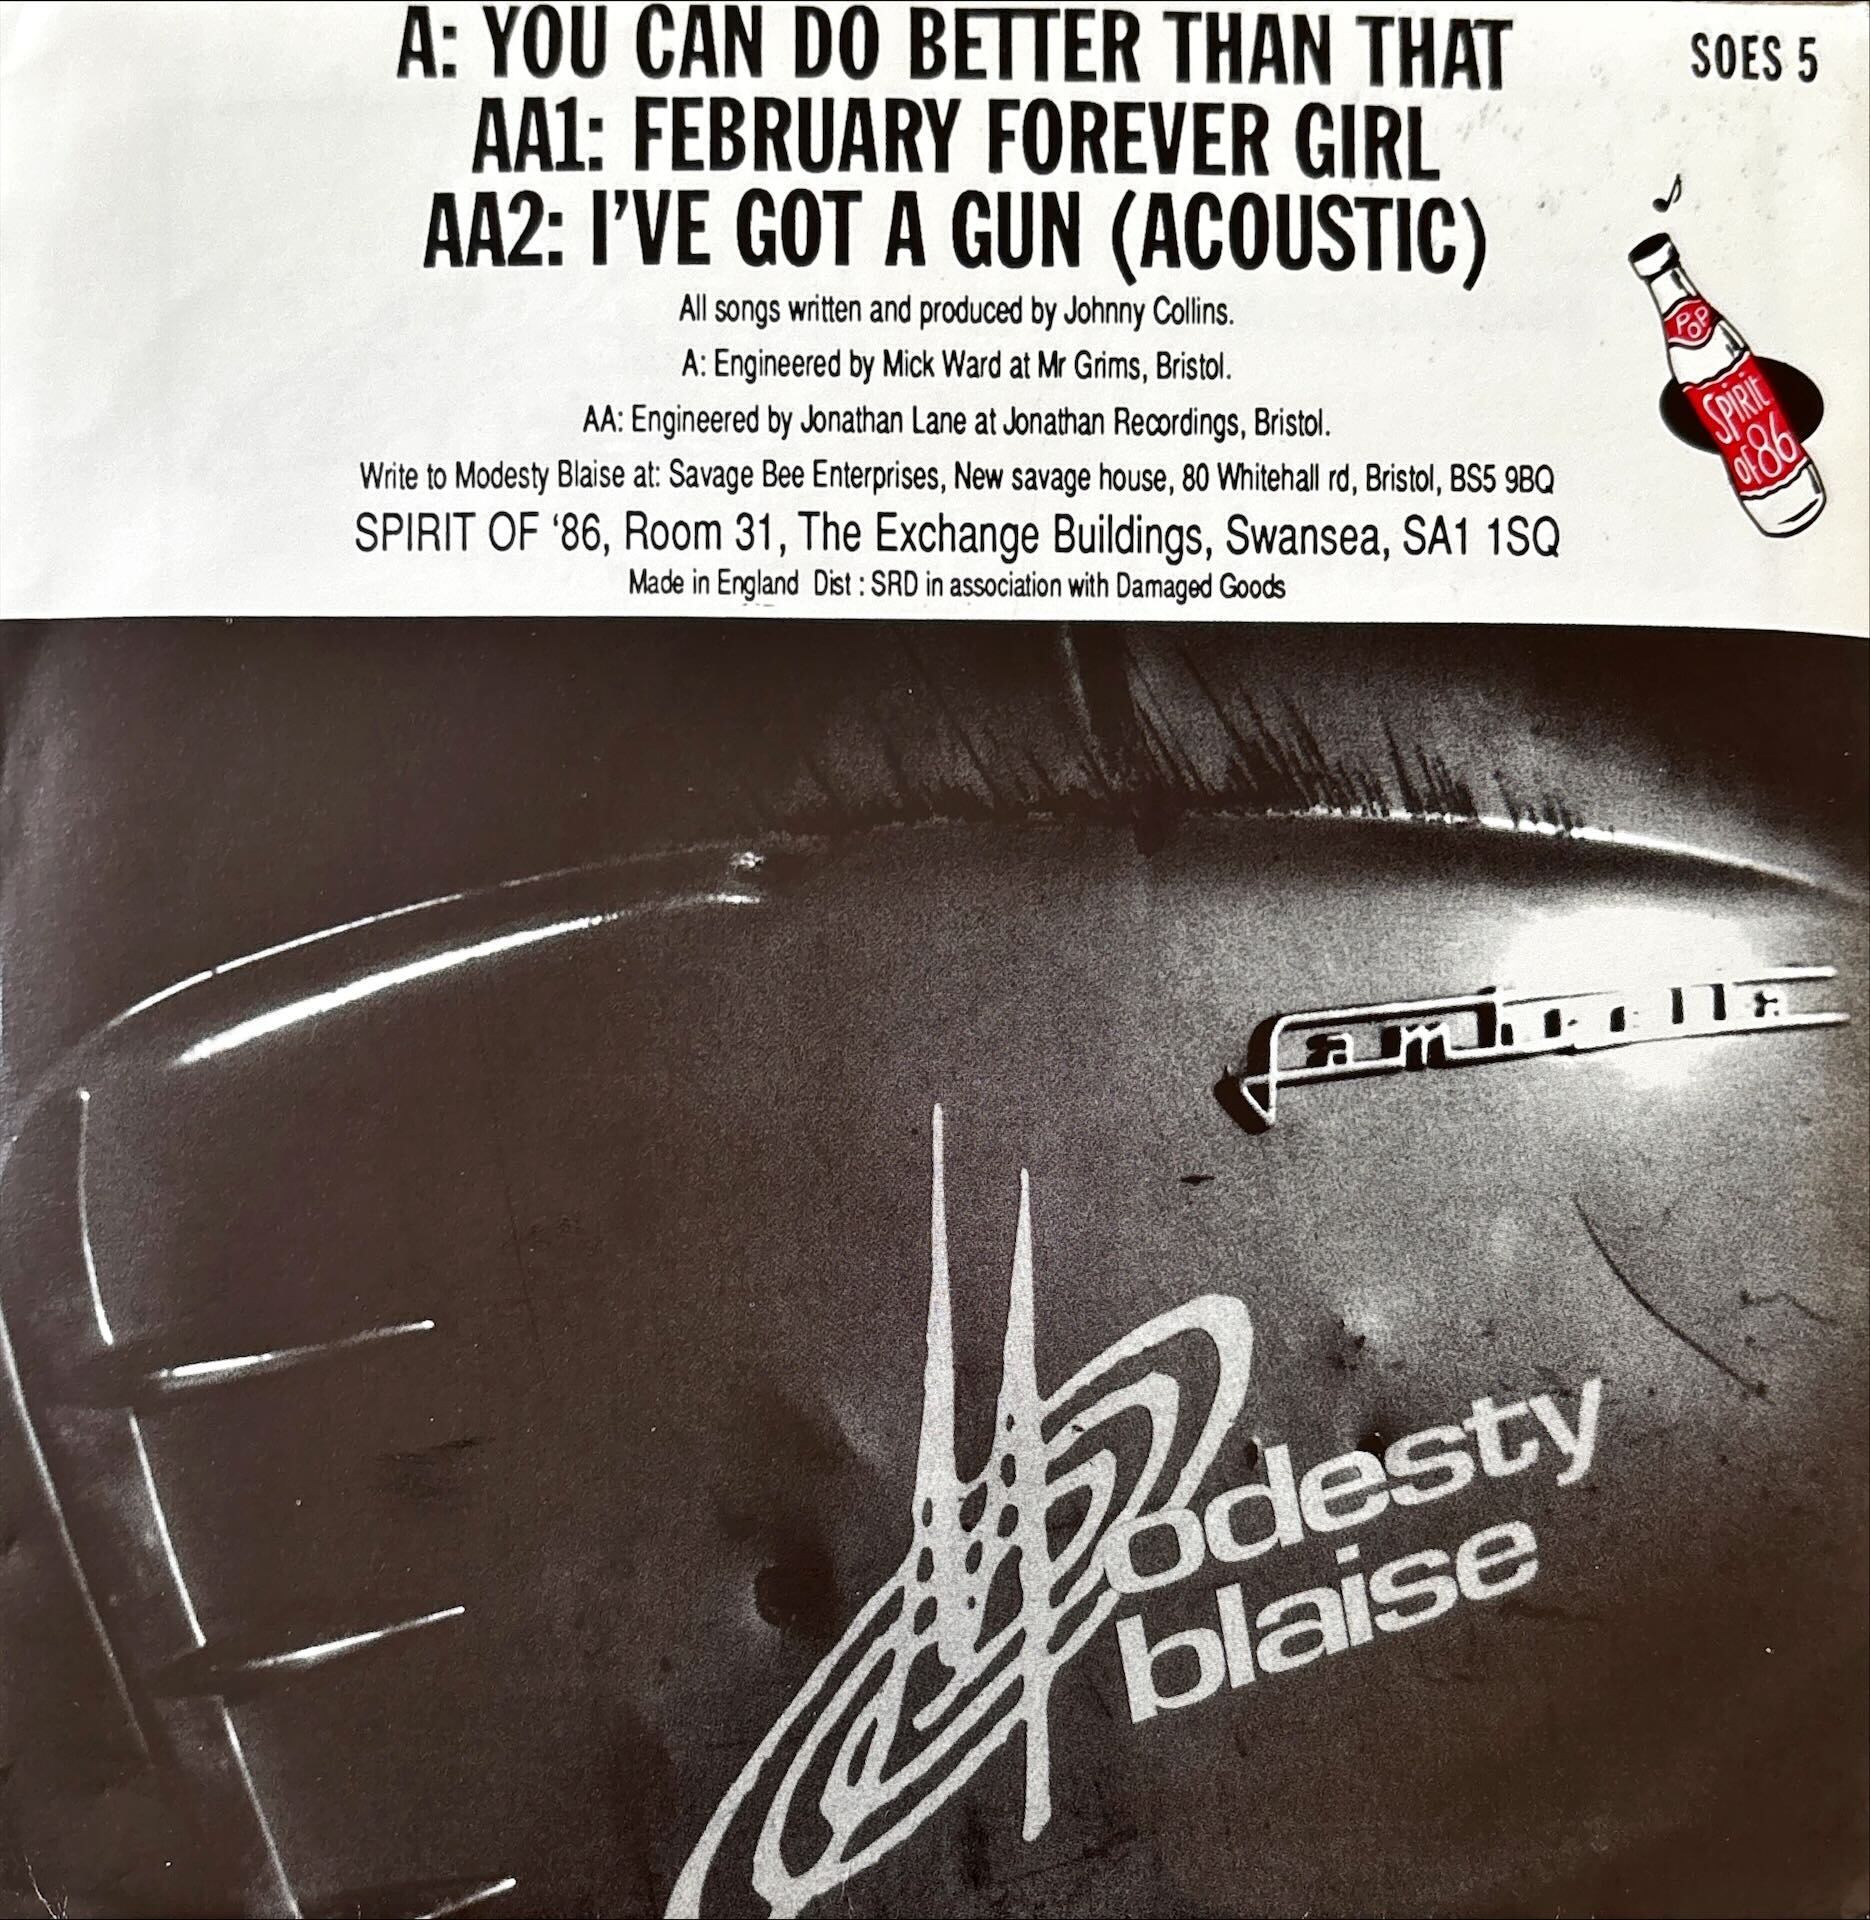 A: YOU CAN DO BETTER THAN THAT
SOES 5
AA1: FEBRUARY FOREVER GIRL
AA2: I'VE GOT A GUN (ACOUSTIC)
All songs written and produced by Johnny Collins.
A: Engineered by Mick Ward at Mr Grims, Bristol.
AA: Engineered by Jonathan Lane at Jonathan Recordings, Bristol.
Write to Modesty Blaise at: Savage Bee Enterprises, New savage house, 80 Whitehall rd, Bristol, BS5 9BQ
SPIRIT OF ‘86, Room 31, The Exchange Buildings, Swansea, SA1 1SQ
Made in England Dist : SRD in association with Damaged Goods
POP
SPIRIT
OF 86
Lambretta
Modesty
blaise